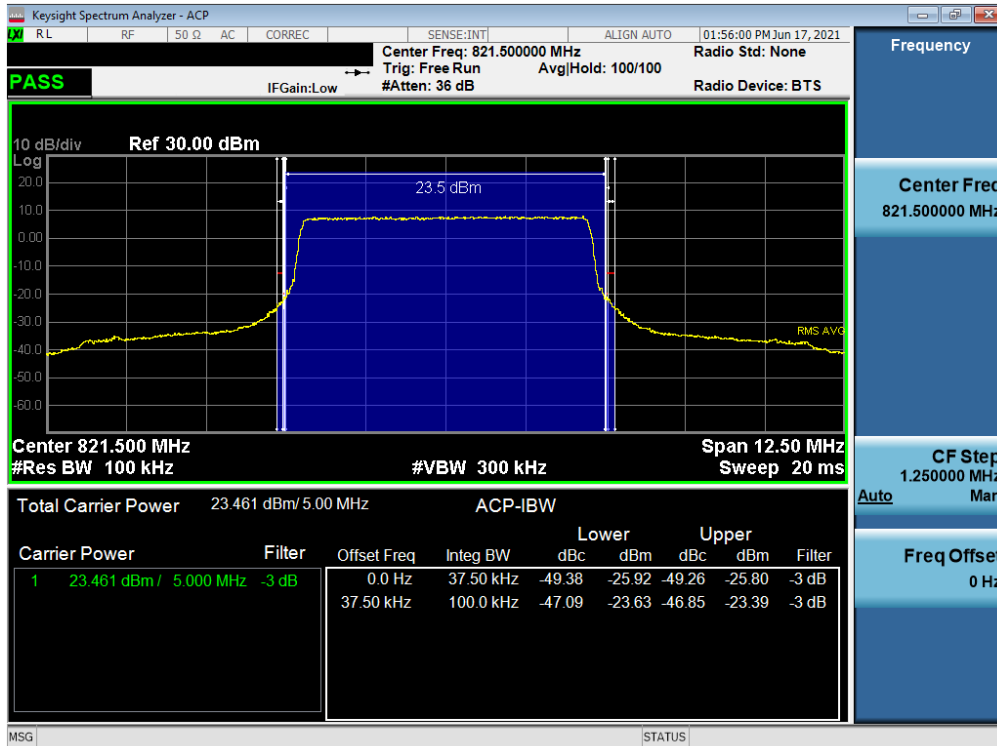 Keysight Spectrum Analyzer - ACP
LXI RL RF 50 Ω AC CORREC SENSE:INT ALIGN AUTO 01:56:00 PM Jun 17, 2021
Center Freq: 821.500000 MHz Radio Std: None
Trig: Free Run Avg|Hold: 100/100
PASS IFGain:Low #Atten: 36 dB Radio Device: BTS
Frequency
10 dB/div Ref 30.00 dBm
Log
20.0
10.0
0.00
-10.0
-20.0
-30.0
-40.0
-50.0
-60.0
23.5 dBm
RMS AVG
Center 821.500 MHz Span 12.50 MHz
#Res BW 100 kHz #VBW 300 kHz Sweep 20 ms
Center Freq
821.500000 MHz
CF Step
1.250000 MHz
Auto Man
Freq Offset
0 Hz
Total Carrier Power 23.461 dBm/ 5.00 MHz ACP-IBW
Lower Upper
Carrier Power Filter Offset Freq Integ BW dBc dBm dBc dBm Filter
1 23.461 dBm / 5.000 MHz -3 dB 0.0 Hz 37.50 kHz -49.38 -25.92 -49.26 -25.80 -3 dB
37.50 kHz 100.0 kHz -47.09 -23.63 -46.85 -23.39 -3 dB
MSG STATUS